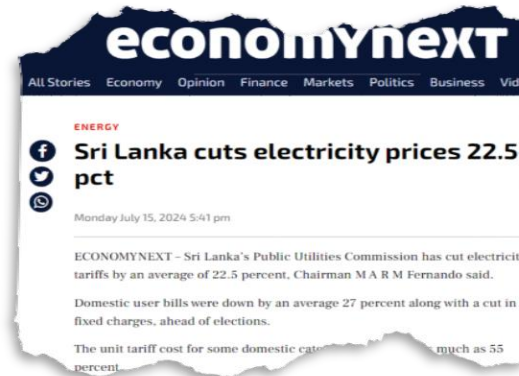 economynext
All Stories Economy Opinion Finance Markets Politics Business
ENERGY
Sri Lanka cuts electricity prices 22.5
pct
Monday July 15, 2024 5:41 pm
ECONOMYNEXT – Sri Lanka's Public Utilities Commission has cut
tariffs by an average of 22.5 percent, Chairman M A R M Fernando said.
Domestic user bills were down by an average 27 percent along with a cut in
fixed charges, ahead of elections.
The unit tariff cost for some domestic much as 55
percent